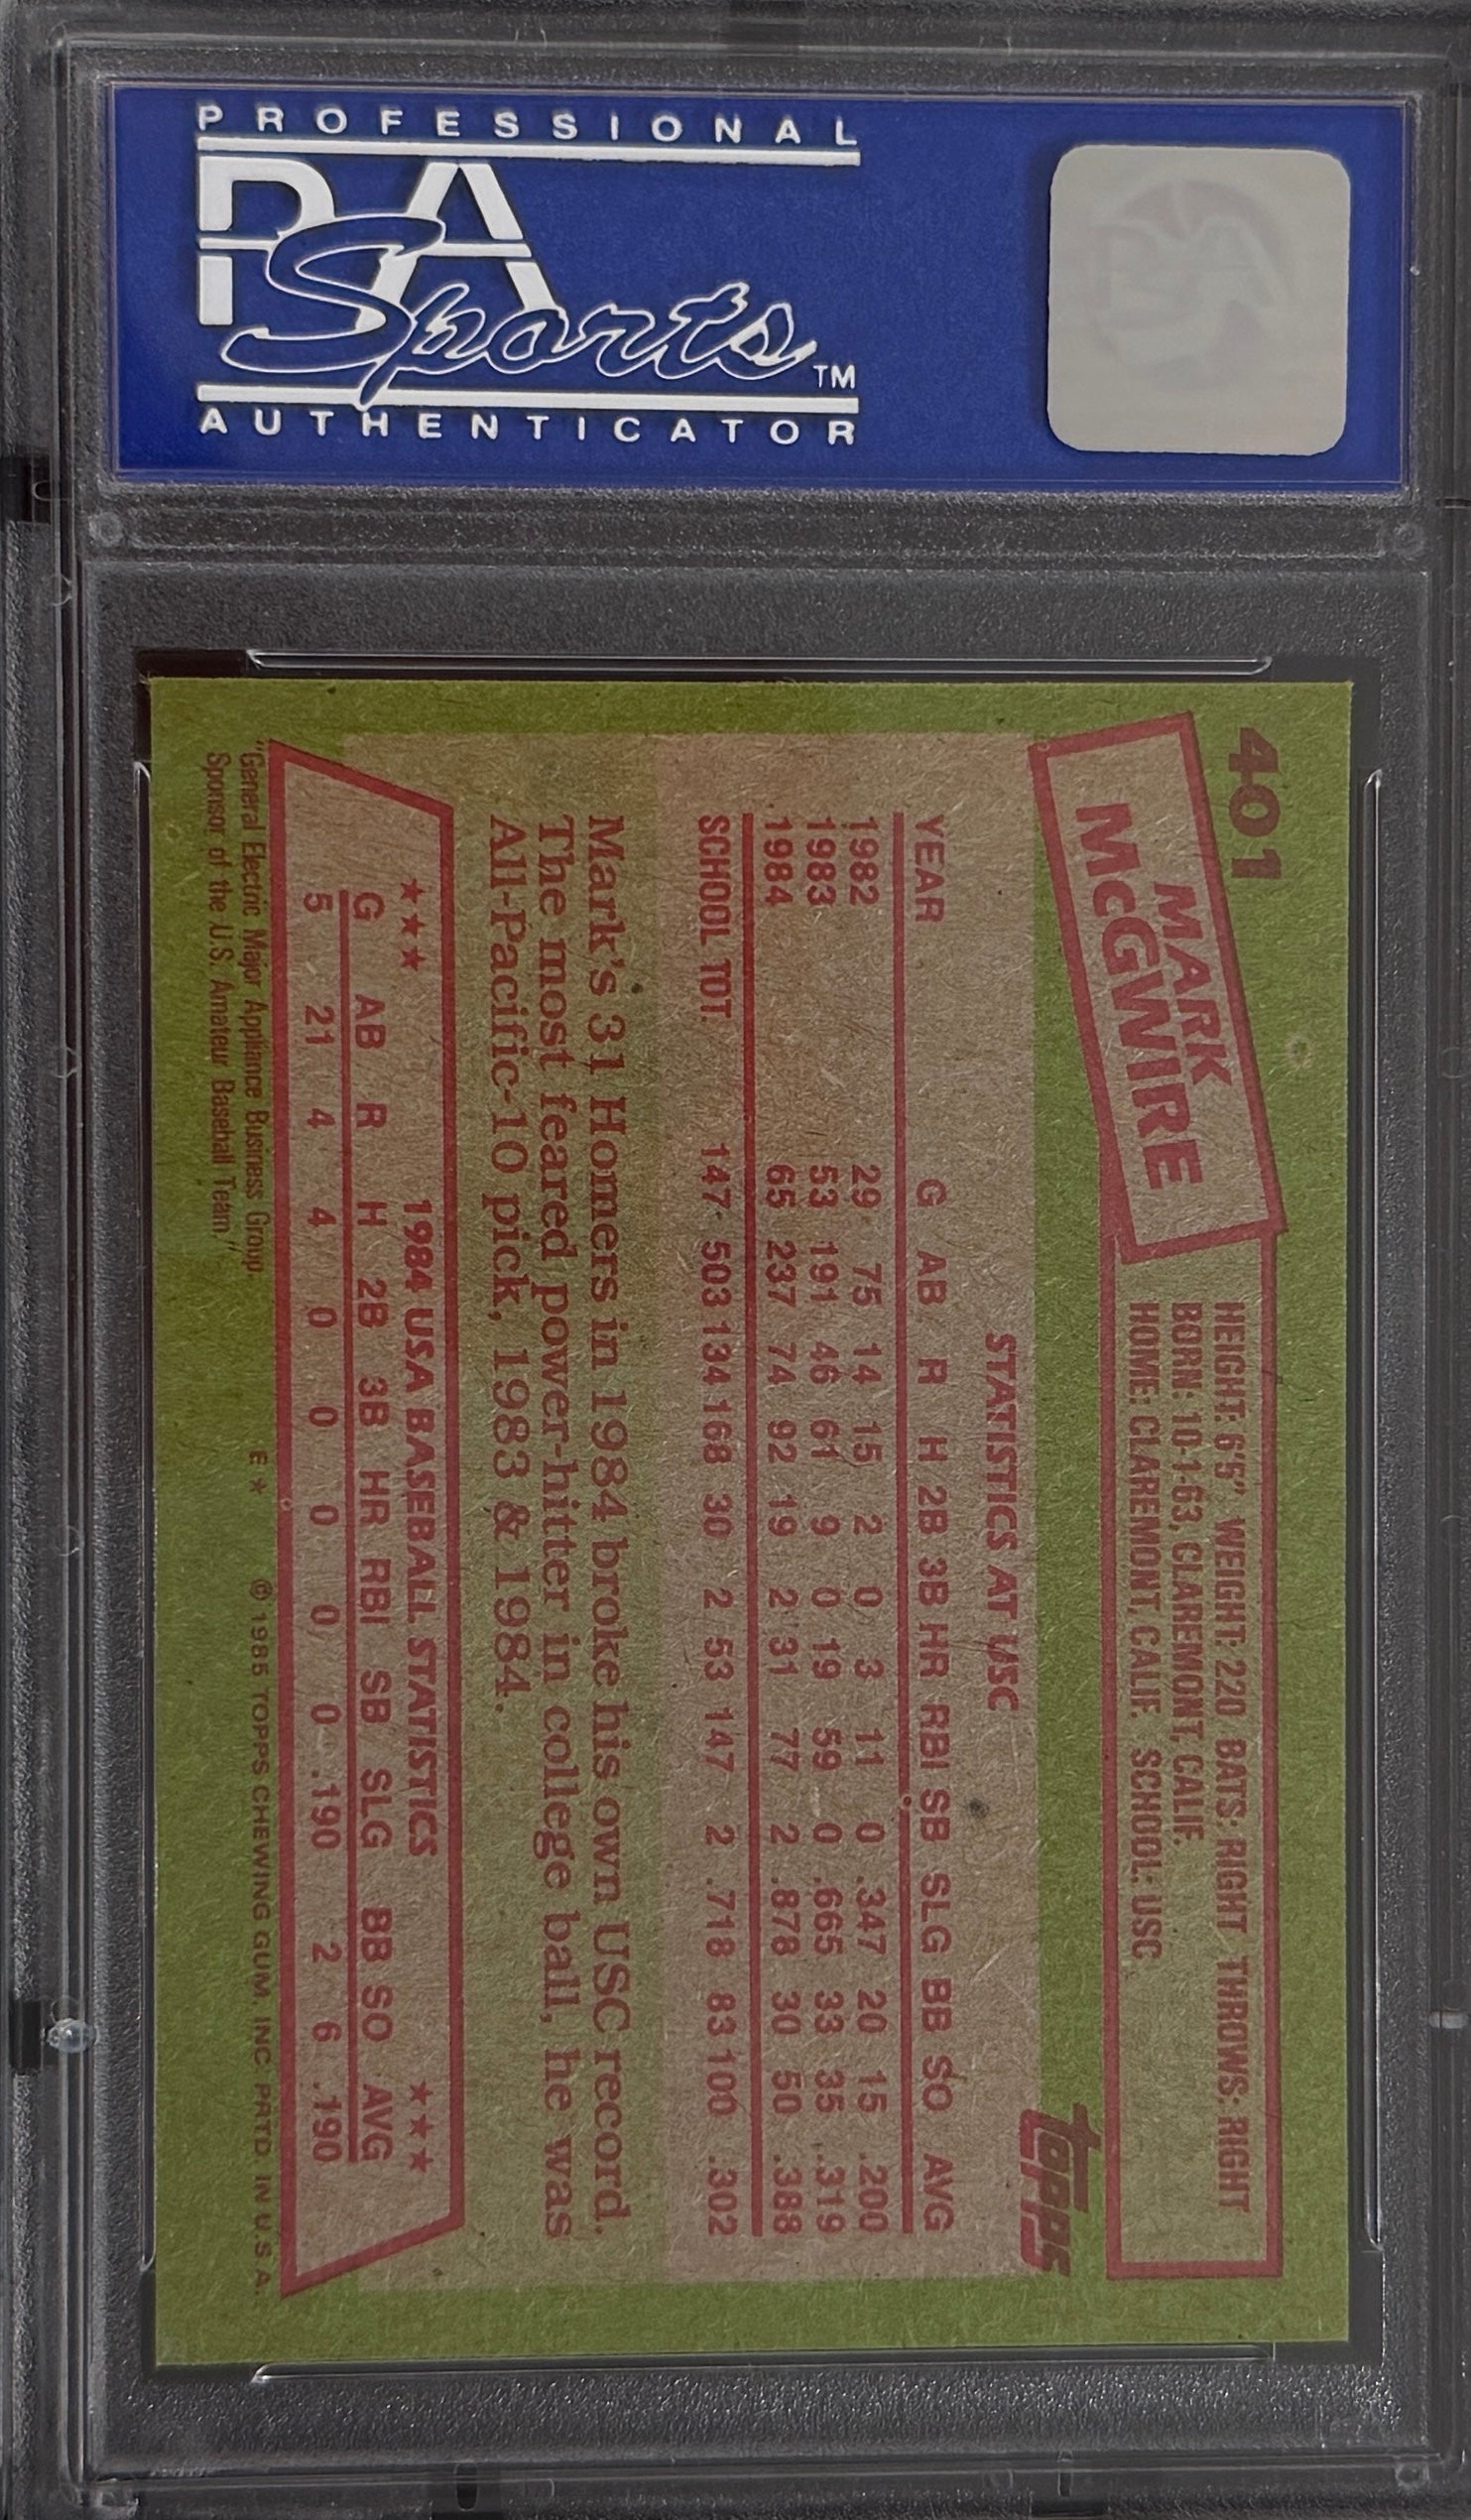 PROFESSIONAL
PSA
Sports™
AUTHENTICATOR
401
MARK
McGWIRE
HEIGHT: 6'5" WEIGHT: 220 BATS: RIGHT THROWS: RIGHT
BORN: 10-1-63, CLAREMONT, CALIF.
HOME: CLAREMONT, CALIF. SCHOOL: USC
topps
STATISTICS AT USC
YEAR G AB R H 2B 3B HR RBI SB SLG BB SO AVG
1982 29 75 14 15 2 0 3 11 0 .347 20 15 .200
1983 53 191 46 61 9 0 19 59 0 .665 33 35 .319
1984 65 237 74 92 19 2 31 77 2 .878 30 50 .388
SCHOOL TOT. 147 503 134 168 30 2 53 147 2 .718 83 100 .302
Mark's 31 Homers in 1984 broke his own USC record.
The most feared power-hitter in college ball, he was
All-Pacific-10 pick, 1983 & 1984.
★★★ 1984 USA BASEBALL STATISTICS ★★★
G AB R H 2B 3B HR RBI SB SLG BB SO AVG
5 21 4 4 0 0 0 0 0 .190 2 6 .190
"General Electric Major Appliance Business Group,
Sponsor of the U.S. Amateur Baseball Team"
E★ © 1985 TOPPS CHEWING GUM, INC. PRTD. IN U.S.A.